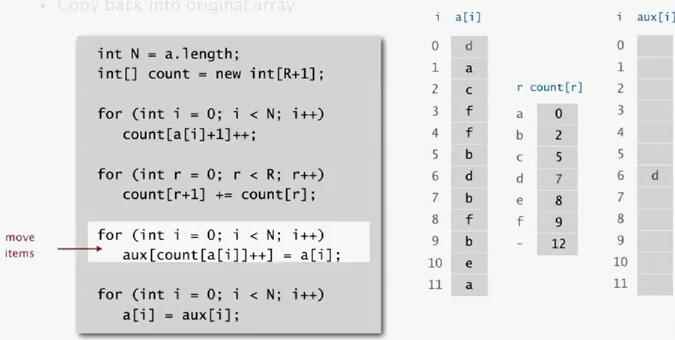 • Copy back into original array.
int N = a.length;
int[] count = new int[R+1];
for (int i = 0; i < N; i++)
count[a[i]+1]++;
for (int r = 0; r < R; r++)
count[r+1] += count[r];
move
items
for (int i = 0; i < N; i++)
aux[count[a[i]]++] = a[i];
for (int i = 0; i < N; i++)
a[i] = aux[i];
i a[i]
0 d
1 a
2 c
3 f
4 f
5 b
6 d
7 b
8 f
9 b
10 e
11 a
r count[r]
a 0
b 2
c 5
d 7
e 8
f 9
- 12
i aux[i]
0
1
2
3
4
5
6 d
7
8
9
10
11